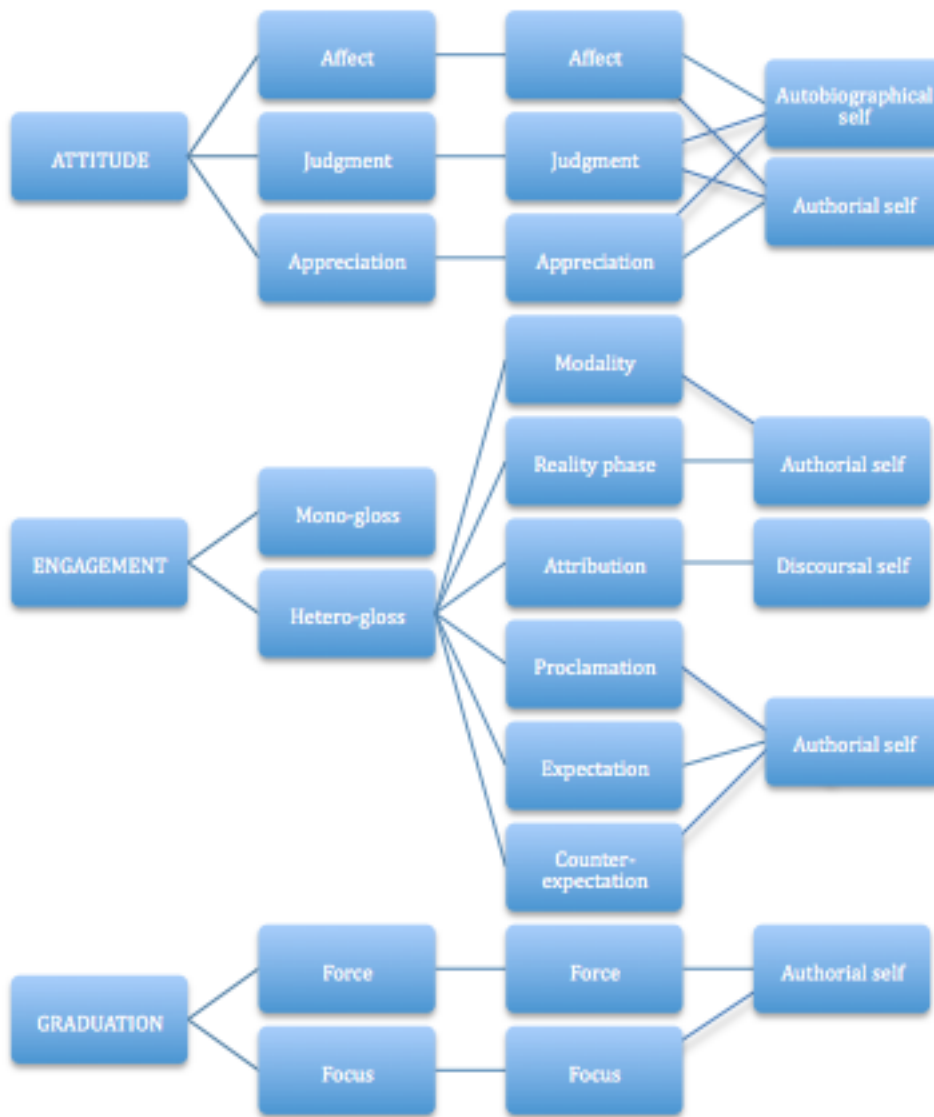 Affect
Affect
Autobiographical
self
ATTITUDE
Judgment
Judgment
Authorial self
Appreciation
Appreciation
Modality
Reality phase
Authorial self
Mono-gloss
ENGAGEMENT
Attribution
Discoursal self
Hetero-gloss
Proclamation
Authorial self
Expectation
Counter-
expectation
Force
Force
Authorial self
GRADUATION
Focus
Focus